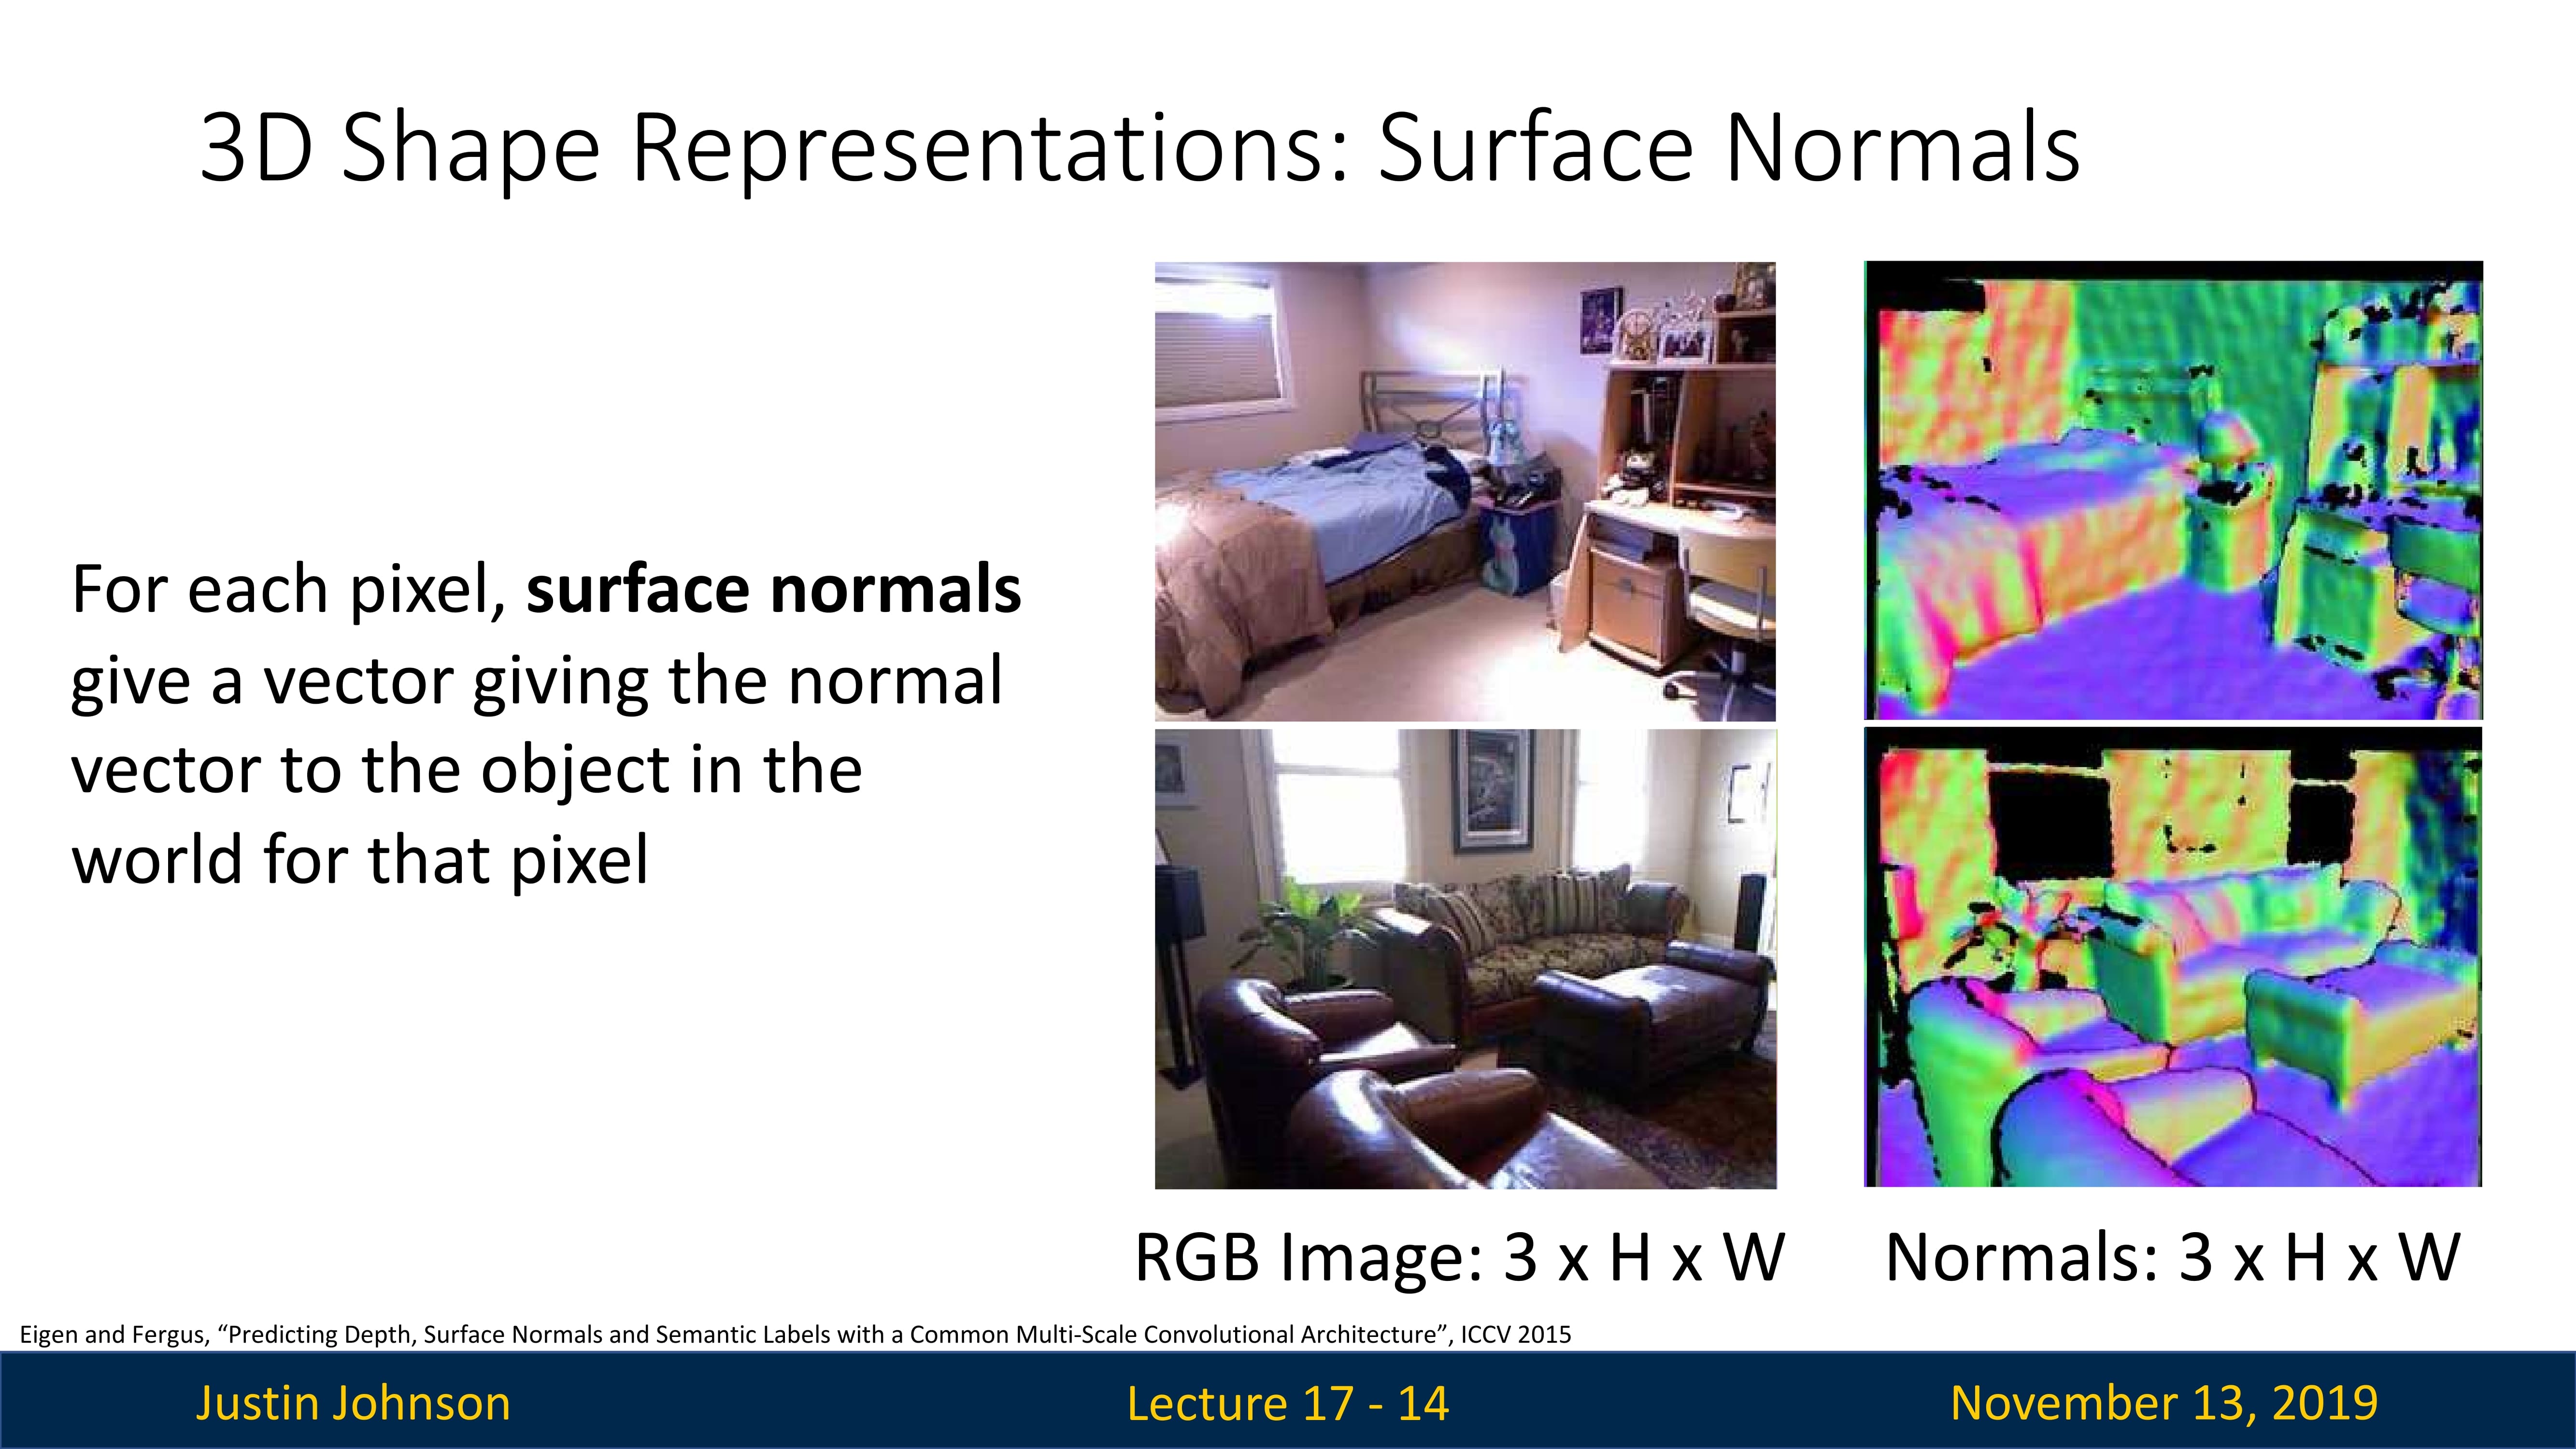 3D Shape Representations: Surface Normals
For each pixel, surface normals
give a vector giving the normal
vector to the object in the
world for that pixel
RGB Image: 3 x H x W
Normals: 3 x H x W
Eigen and Fergus, “Predicting Depth, Surface Normals and Semantic Labels with a Common Multi-Scale Convolutional Architecture”, ICCV 2015
Justin Johnson
Lecture 17 - 14
November 13, 2019